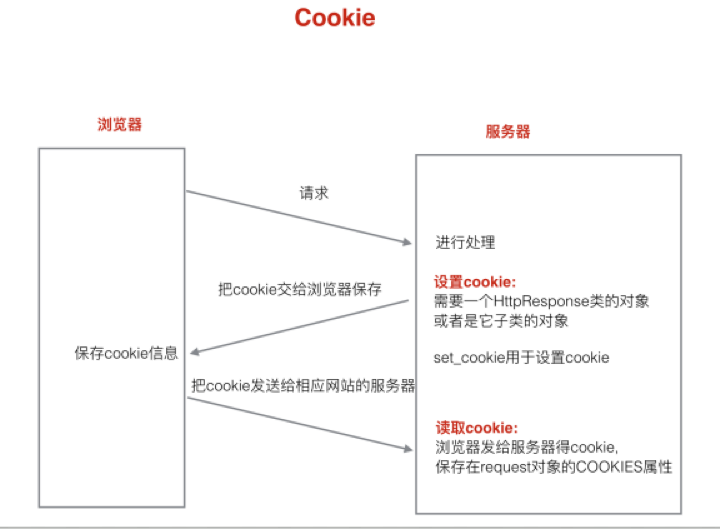 Cookie
浏览器
服务器
请求
进行处理
设置cookie:
需要一个HttpResponse类的对象
或者是它子类的对象
把cookie交给浏览器保存
保存cookie信息
set_cookie用于设置cookie
把cookie发送给相应网站的服务器
读取cookie:
浏览器发给服务器得cookie,
保存在request对象的COOKIES属性